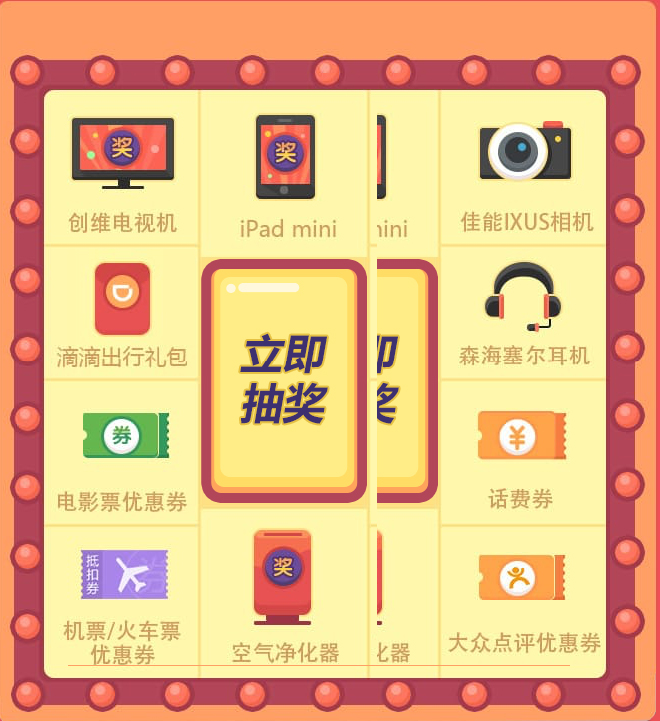 奖
奖
创维电视机
iPad mini
nini
佳能IXUS相机
滴滴出行礼包
立即
抽奖
即
奖
森海塞尔耳机
券
¥
电影票优惠券
话费券
抵扣券
券
奖
机票/火车票
优惠券
空气净化器
化器
大众点评优惠券